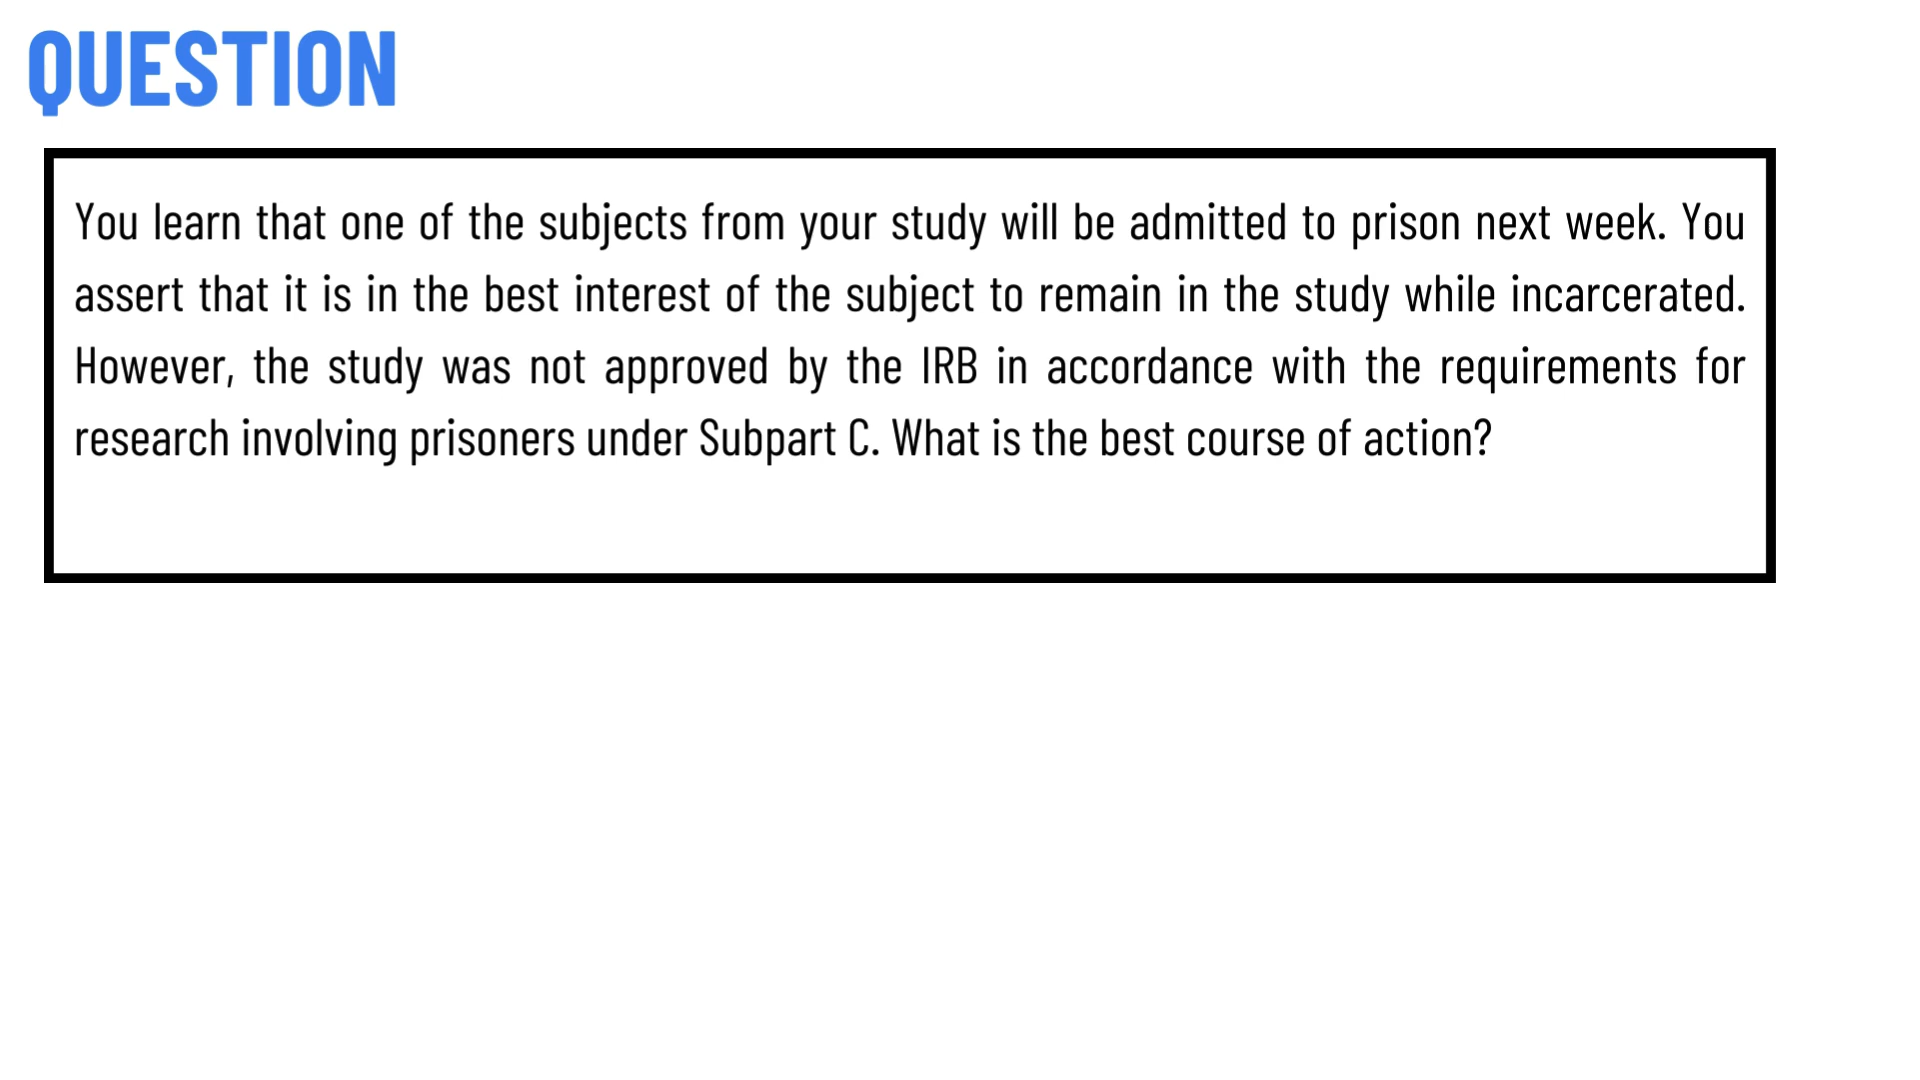 QUESTION
You learn that one of the subjects from your study will be admitted to prison next week. You
assert that it is in the best interest of the subject to remain in the study while incarcerated.
However, the study was not approved by the IRB in accordance with the requirements for
research involving prisoners under Subpart C. What is the best course of action?